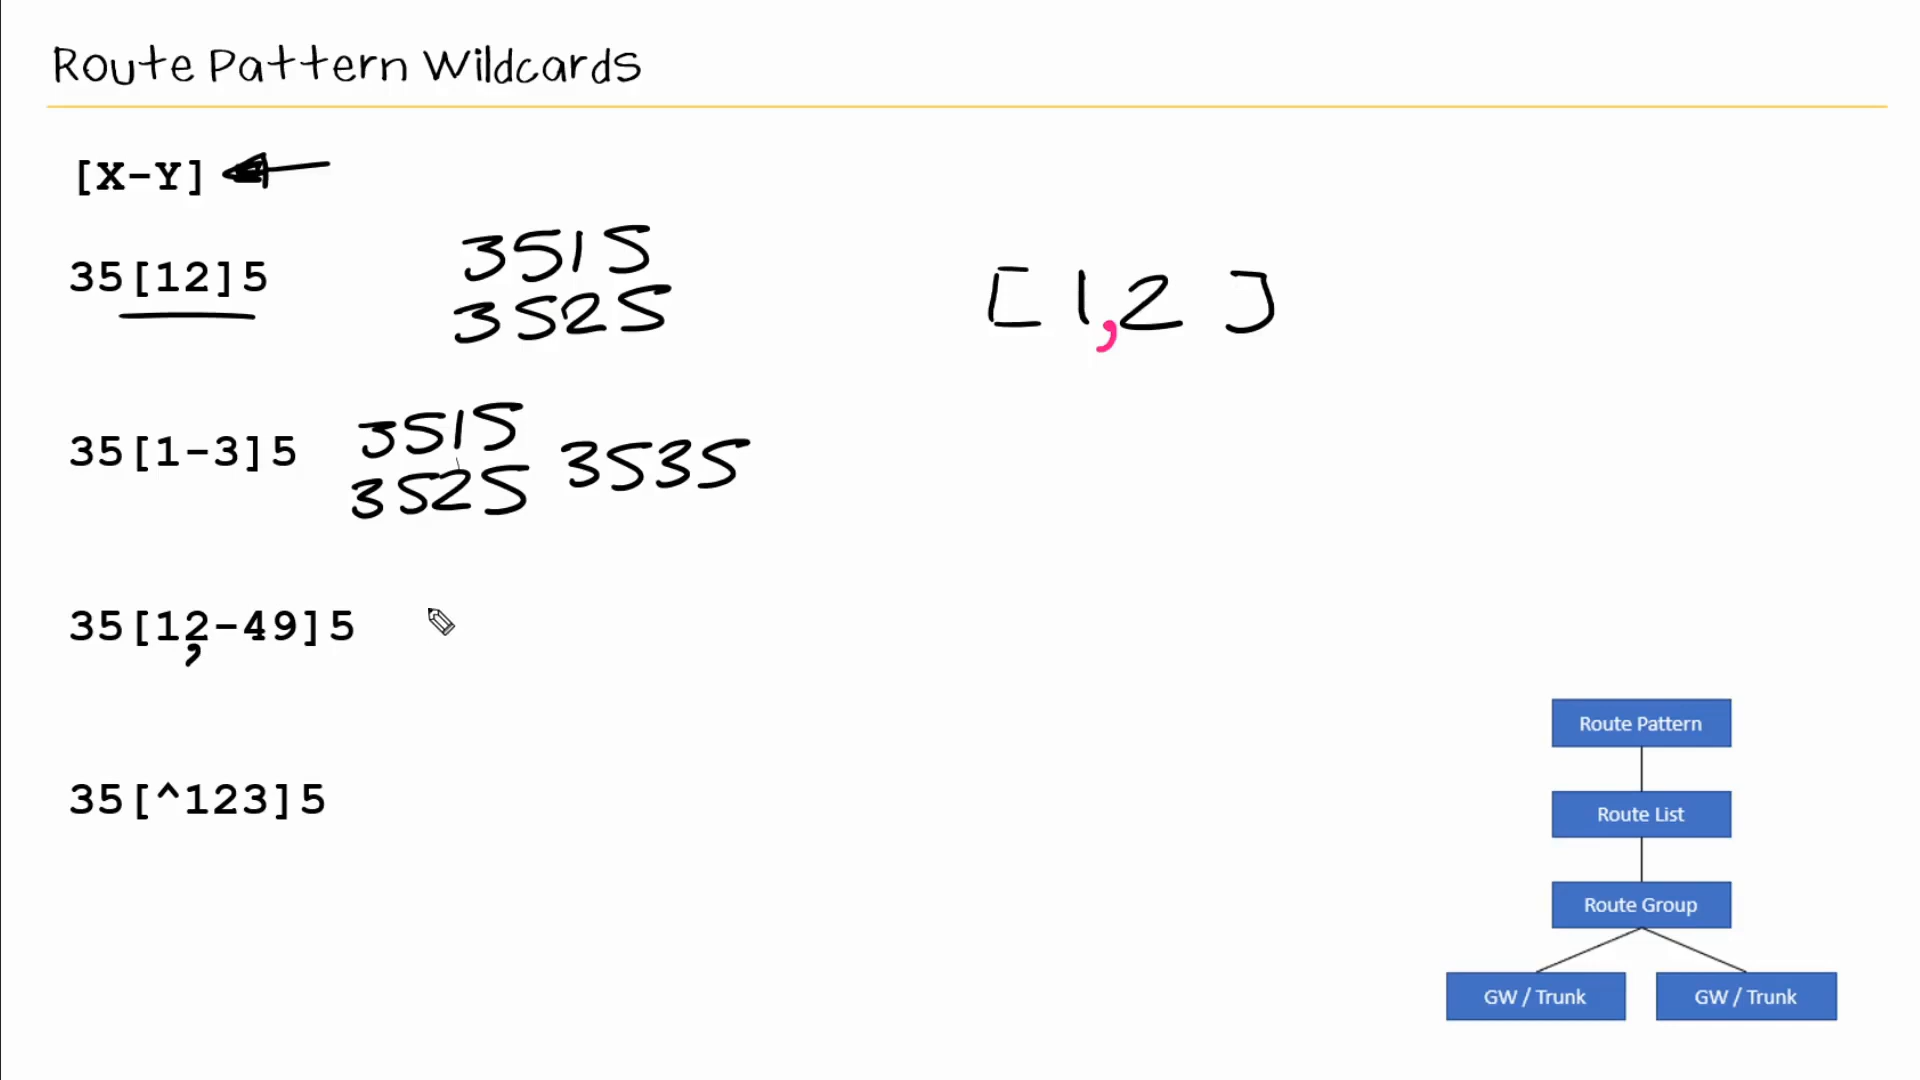 Route Pattern Wildcards
[X-Y]
35[12]5
3515
3525
[1,2]
35[1-3]5
3515
3525
3535
35[12-49]5
,
35[^123]5
Route Pattern
Route List
Route Group
GW / Trunk
GW / Trunk